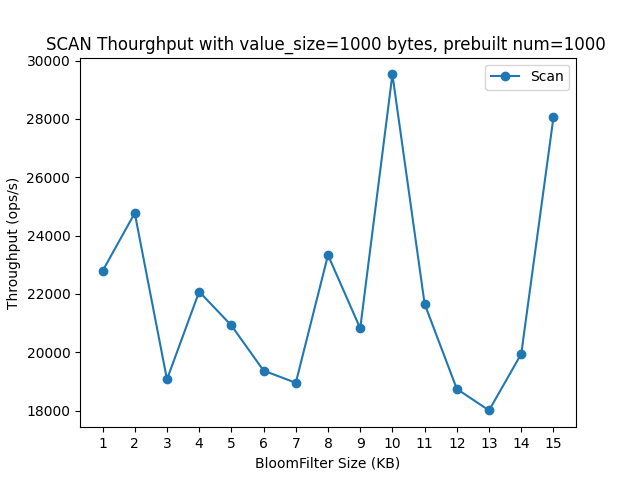 SCAN Thourghput with value_size=1000 bytes, prebuilt num=1000
30000
28000
26000
24000
22000
20000
18000
Throughput (ops/s)
Scan
1 2 3 4 5 6 7 8 9 10 11 12 13 14 15
BloomFilter Size (KB)